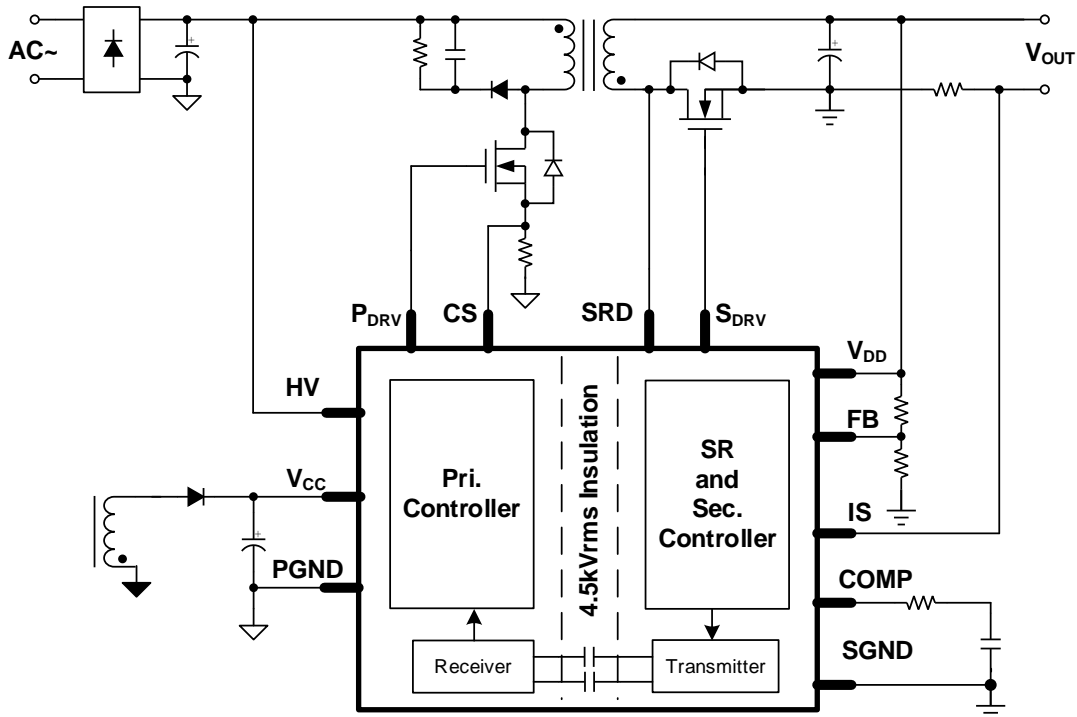 AC~
+
+
VOUT
PDRV
CS
SRD
SDRV
VDD
HV
FB
4.5kVrms Insulation
Pri.
Controller
SR
and
Sec.
Controller
VCC
+
IS
PGND
COMP
Receiver
Transmitter
SGND